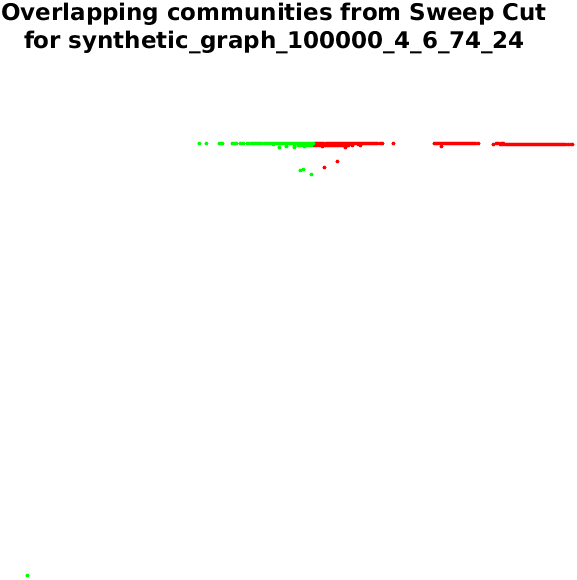 Overlapping communities from Sweep Cut
for synthetic_graph_100000_4_6_74_24